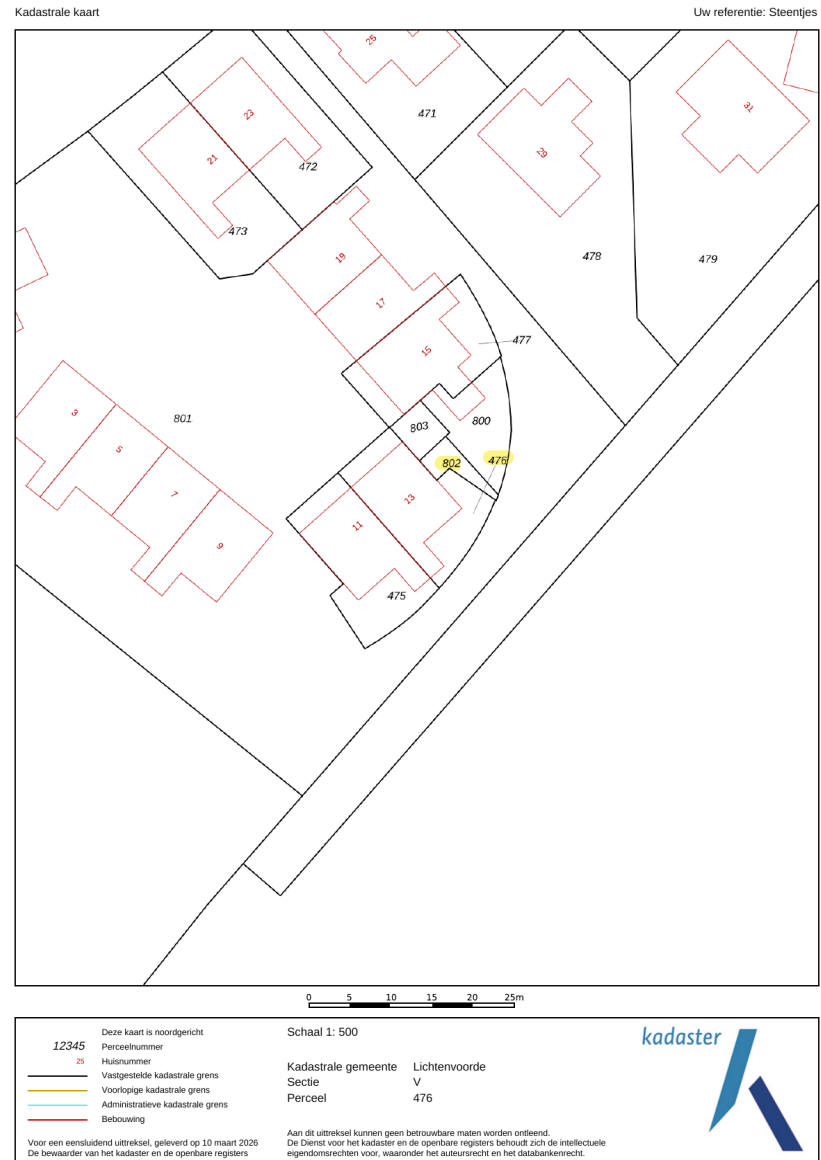 Kadastrale kaart
Uw referentie: Steentjes
25
471
23
31
29
21
472
473
19
478
479
17
477
15
3
801
800
803
5
802
476
7
13
11
9
475
0 5 10 15 20 25m
Deze kaart is noordgericht
12345 Perceelnummer
25 Huisnummer
Vastgestelde kadastrale grens
Voorlopige kadastrale grens
Administratieve kadastrale grens
Bebouwing
Voor een eensluidend uittreksel, geleverd op 10 maart 2026
De bewaarder van het kadaster en de openbare registers
Schaal 1: 500
Kadastrale gemeente Lichtenvoorde
Sectie V
Perceel 476
Aan dit uittreksel kunnen geen betrouwbare maten worden ontleend.
De Dienst voor het kadaster en de openbare registers behoudt zich de intellectuele
eigendomsrechten voor, waaronder het auteursrecht en het databankenrecht.
kadaster